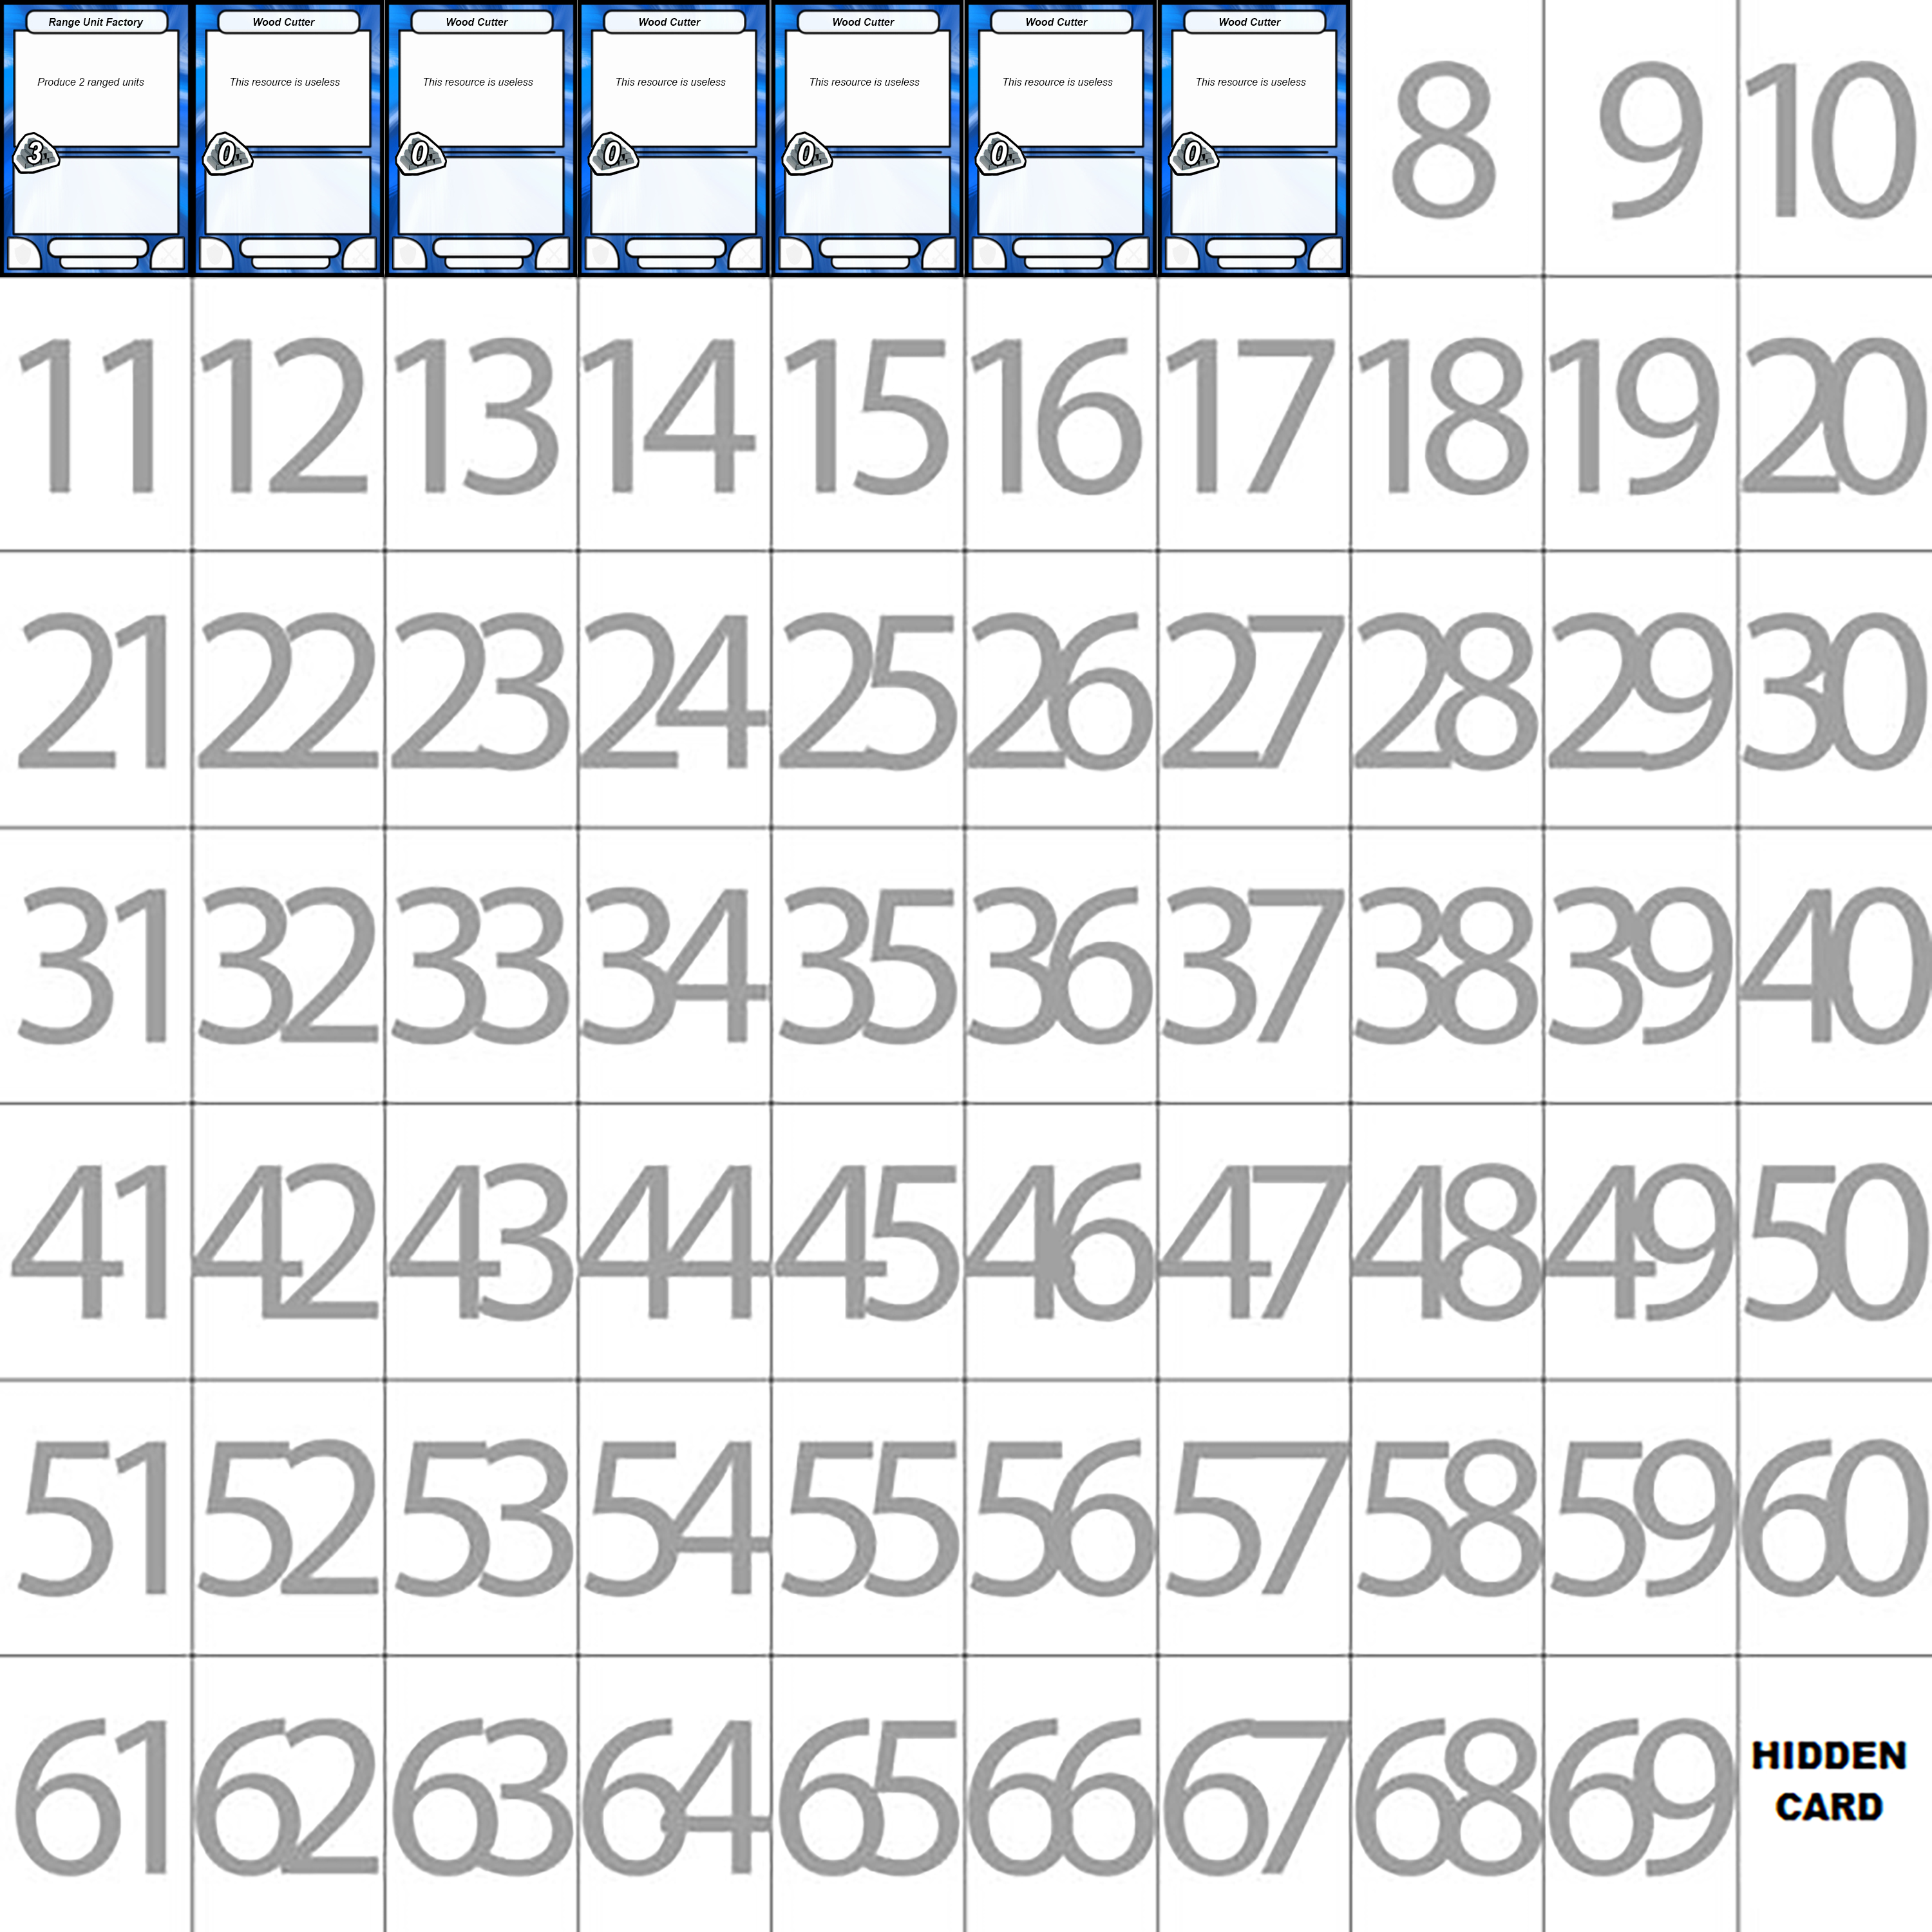 Range Unit Factory Wood Cutter Wood Cutter Wood Cutter Wood Cutter Wood Cutter Wood Cutter
Produce 2 ranged units This resource is useless This resource is useless This resource is useless This resource is useless This resource is useless This resource is useless
3 0 0 0 0 0 0
8 9 10
11 12 13 14 15 16 17 18 19 20
21 22 23 24 25 26 27 28 29 30
31 32 33 34 35 36 37 38 39 40
41 42 43 44 45 46 47 48 49 50
51 52 53 54 55 56 57 58 59 60
61 62 63 64 65 66 67 68 69
HIDDEN
CARD